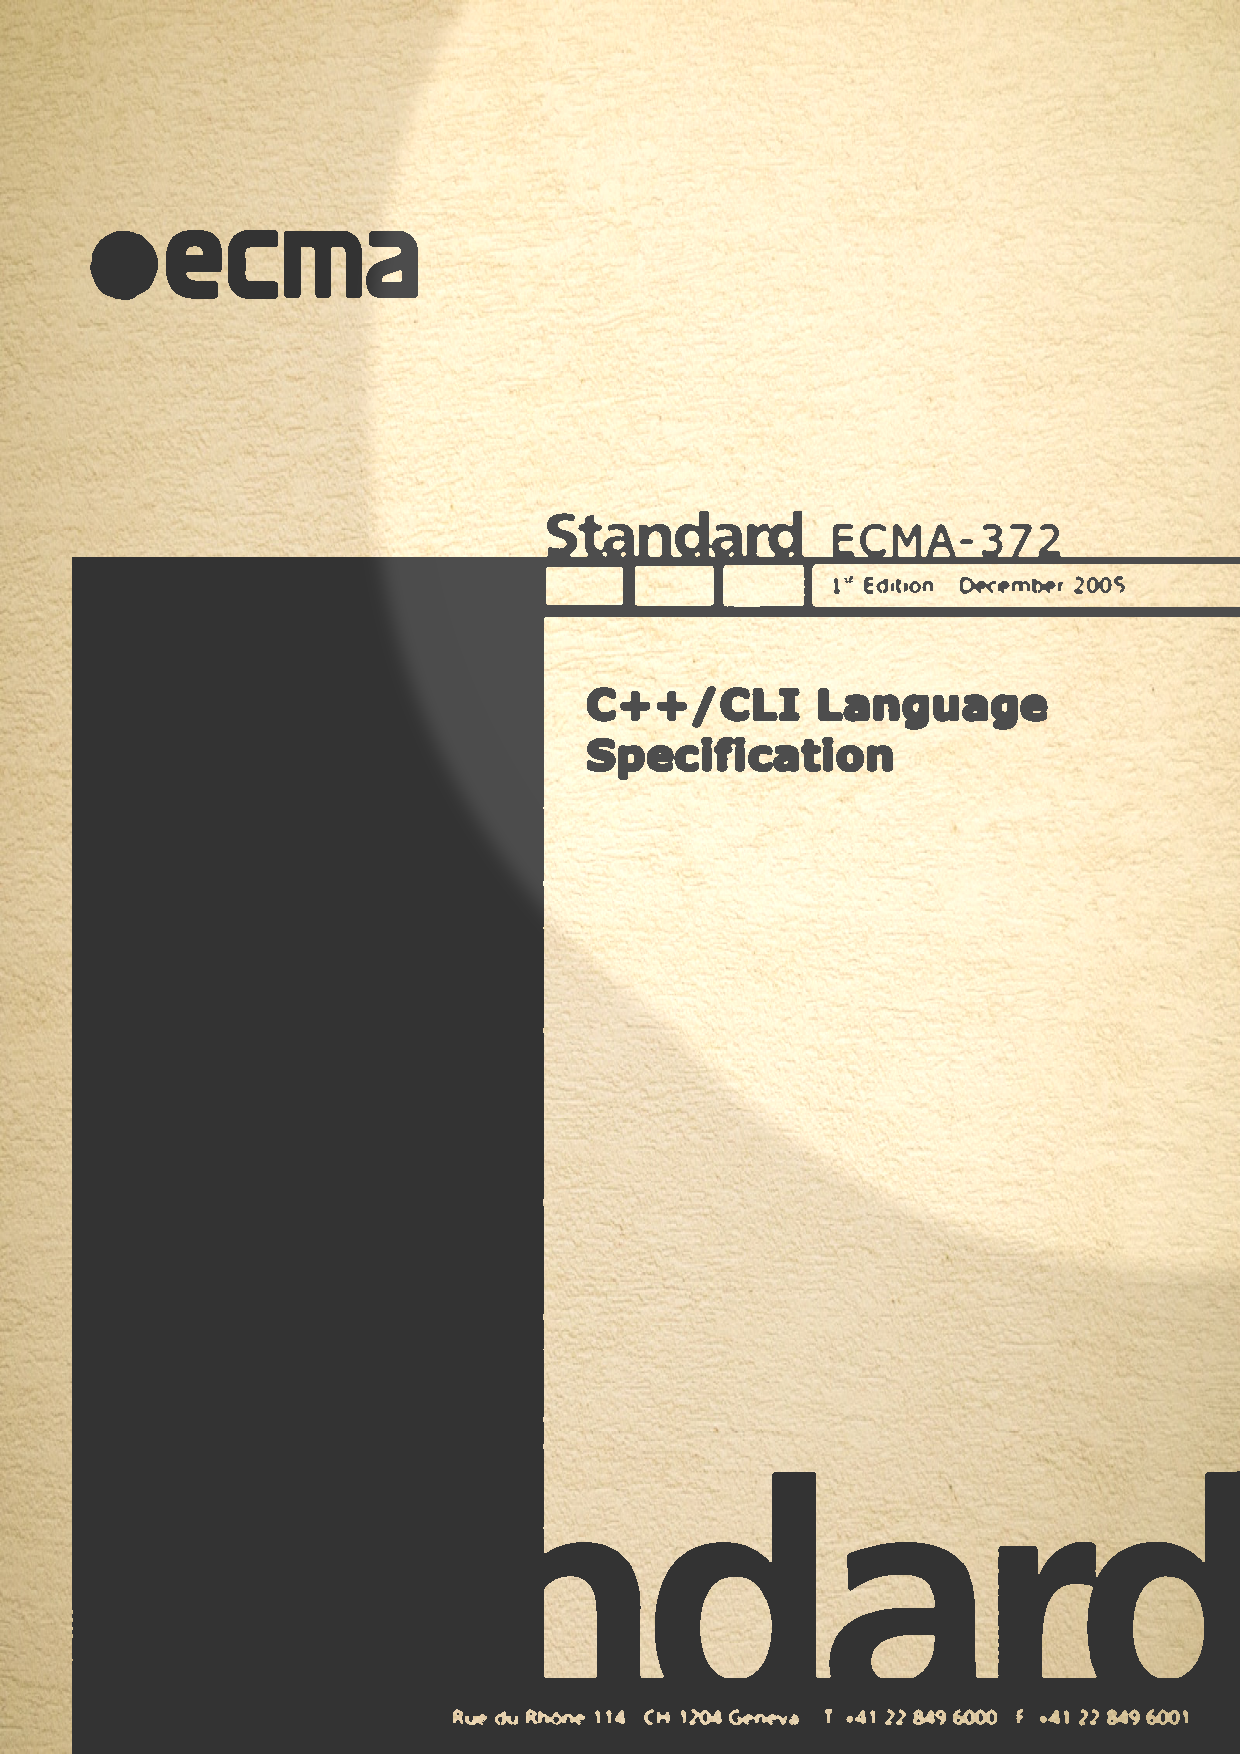 ecma
Standard ECMA-372
1st Edition December 2005
C++/CLI Language
Specification
ndard
Rue du Rhône 114 CH 1204 Geneva T +41 22 849 6000 F +41 22 849 6001